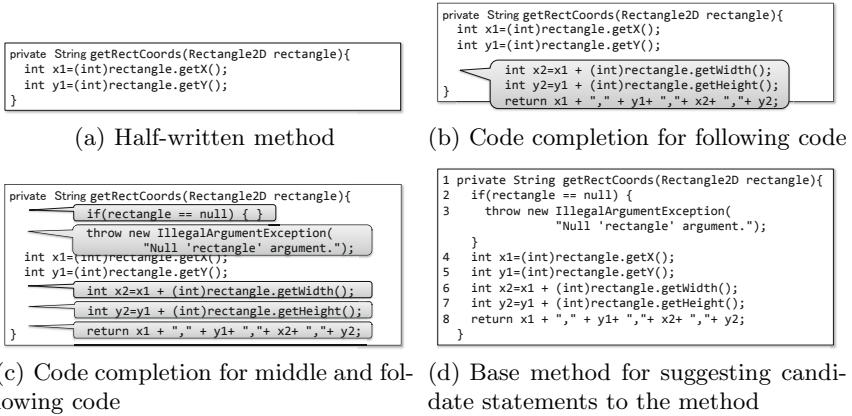 private String getRectCoords(Rectangle2D rectangle){
int x1=(int)rectangle.getX();
int y1=(int)rectangle.getY();
}
(a) Half-written method
private String getRectCoords(Rectangle2D rectangle){
int x1=(int)rectangle.getX();
int y1=(int)rectangle.getY();
int x2=x1 + (int)rectangle.getWidth();
int y2=y1 + (int)rectangle.getHeight();
return x1 + "," + y1+ ","+ x2+ ","+ y2;
}
(b) Code completion for following code
private String getRectCoords(Rectangle2D rectangle){
if(rectangle == null) { }
throw new IllegalArgumentException(
"Null 'rectangle' argument.");
int x1=(int)rectangle.getX();
int y1=(int)rectangle.getY();
int x2=x1 + (int)rectangle.getWidth();
int y2=y1 + (int)rectangle.getHeight();
return x1 + "," + y1+ ","+ x2+ ","+ y2;
}
(c) Code completion for middle and fol-
lowing code
1 private String getRectCoords(Rectangle2D rectangle){
2 if(rectangle == null) {
3 throw new IllegalArgumentException(
"Null 'rectangle' argument.");
}
4 int x1=(int)rectangle.getX();
5 int y1=(int)rectangle.getY();
6 int x2=x1 + (int)rectangle.getWidth();
7 int y2=y1 + (int)rectangle.getHeight();
8 return x1 + "," + y1+ ","+ x2+ ","+ y2;
}
(d) Base method for suggesting candi-
date statements to the method